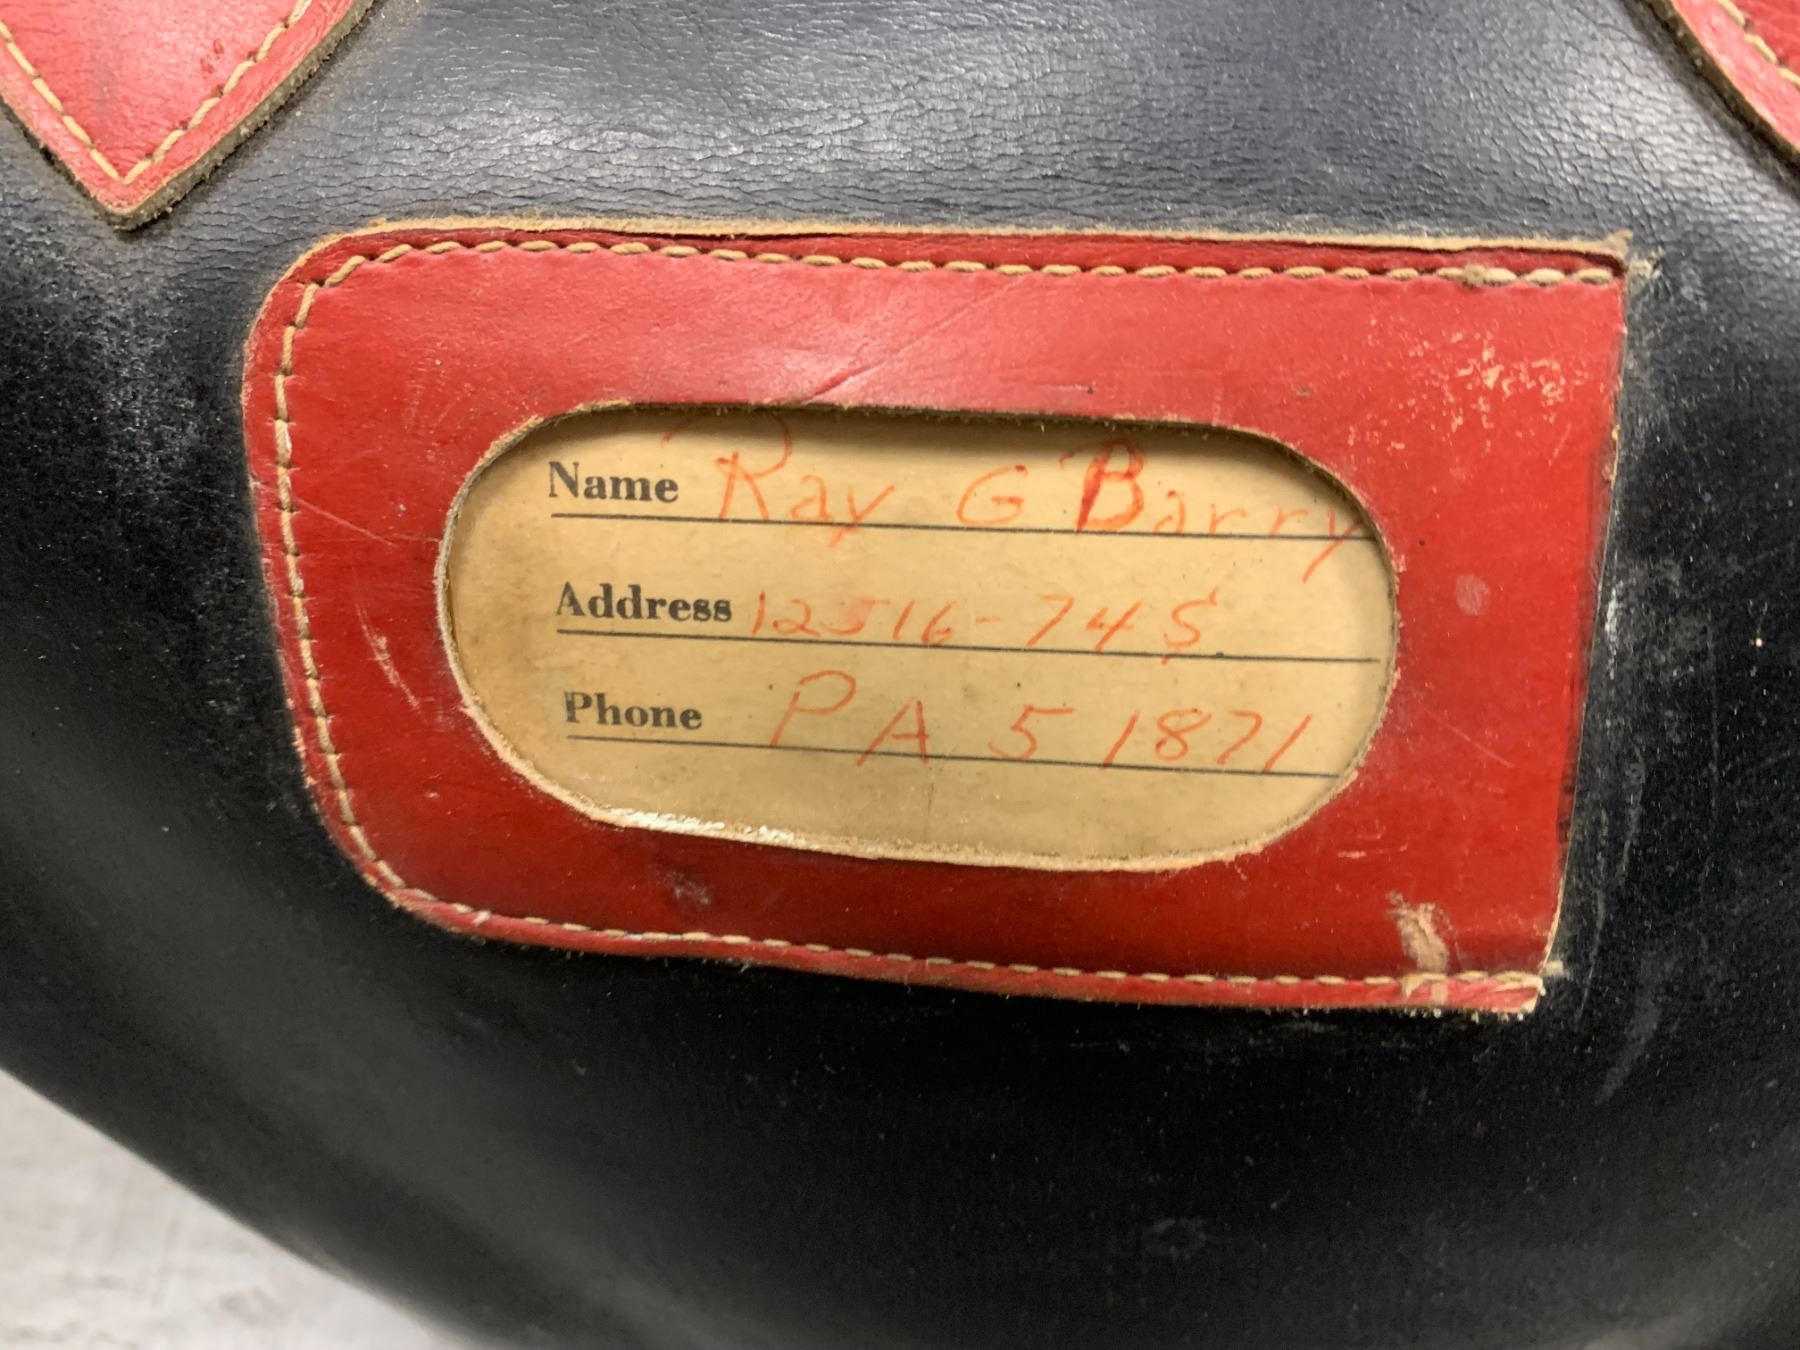 Name Ray G Barry
Address 12516-74 S
Phone PA 5 1871